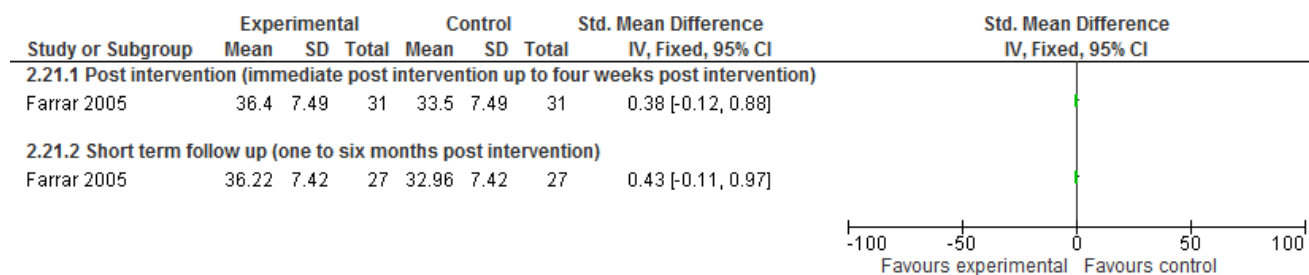 Experimental Control Std. Mean Difference Std. Mean Difference
Study or Subgroup Mean SD Total Mean SD Total IV, Fixed, 95% CI IV, Fixed, 95% CI
2.21.1 Post intervention (immediate post intervention up to four weeks post intervention)
Farrar 2005 36.4 7.49 31 33.5 7.49 31 0.38 [-0.12, 0.88]
2.21.2 Short term follow up (one to six months post intervention)
Farrar 2005 36.22 7.42 27 32.96 7.42 27 0.43 [-0.11, 0.97]
-100 -50 0 50 100
Favours experimental Favours control